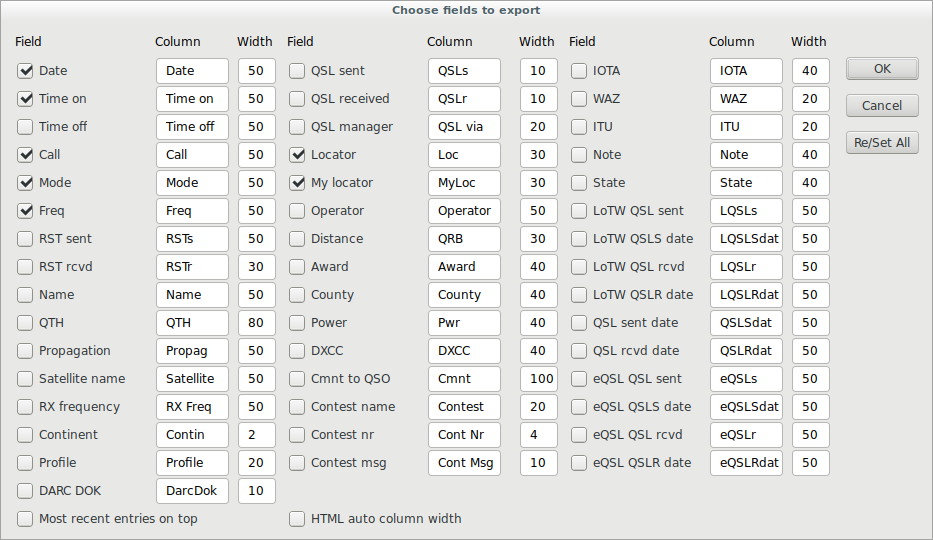 Choose fields to export
Field Column Width Field Column Width Field Column Width
Date Date 50 QSL sent QSLs 10 IOTA IOTA 40 OK
Time on Time on 50 QSL received QSLr 10 WAZ WAZ 20 Cancel
Time off Time off 50 QSL manager QSL via 20 ITU ITU 20
Re/Set All
Call Call 50 Locator Loc 30 Note Note 40
Mode Mode 50 My locator MyLoc 30 State State 40
Freq Freq 50 Operator Operator 50 LoTW QSL sent LQSLs 50
RST sent RSTs 50 Distance QRB 30 LoTW QSLS date LQSLSdat 50
RST rcvd RSTr 30 Award Award 40 LoTW QSL rcvd LQSLr 50
Name Name 50 County County 40 LoTW QSLR date LQSLRdat 50
QTH QTH 80 Power Pwr 40 QSL sent date QSLSdat 50
Propagation Propag 50 DXCC DXCC 40 QSL rcvd date QSLRdat 50
Satellite name Satellite 50 Cmnt to QSO Cmnt 100 eQSL QSL sent eQSLs 50
RX frequency RX Freq 50 Contest name Contest 20 eQSL QSLS date eQSLSdat 50
Continent Contin 2 Contest nr Cont Nr 4 eQSL QSL rcvd eQSLr 50
Profile Profile 20 Contest msg Cont Msg 10 eQSL QSLR date eQSLRdat 50
DARC DOK DarcDok 10
Most recent entries on top HTML auto column width